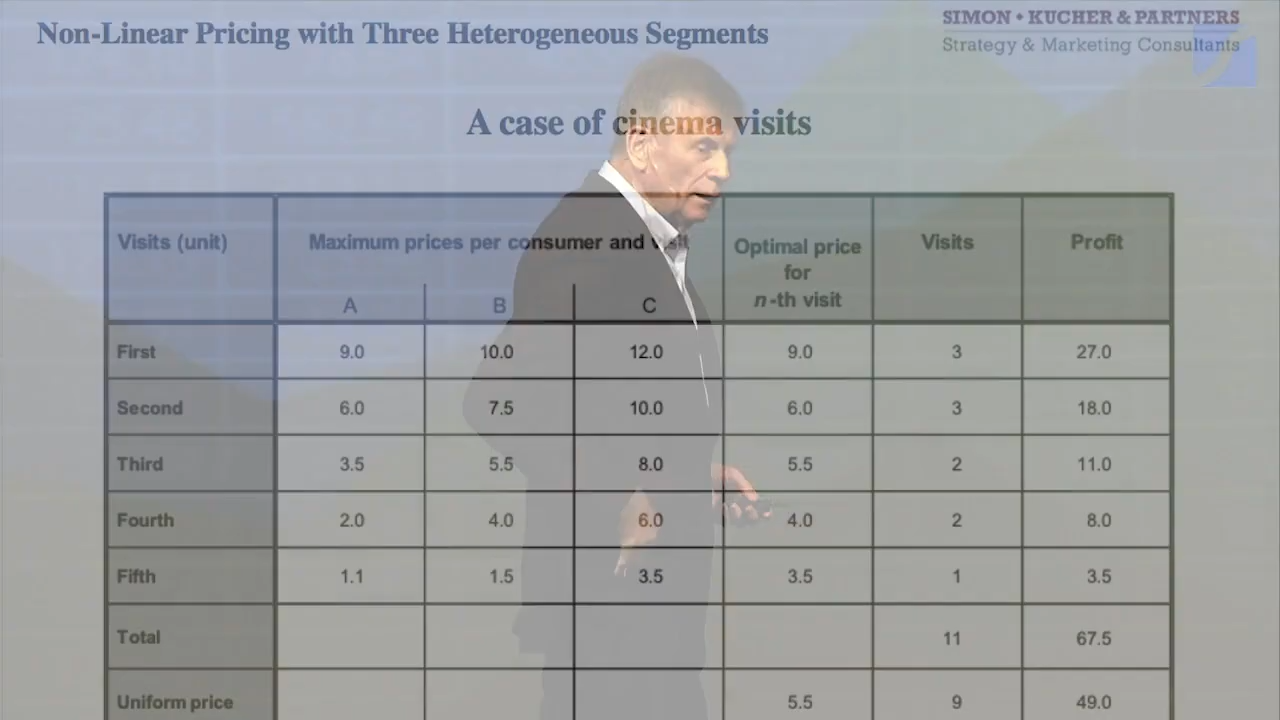 Non-Linear Pricing with Three Heterogeneous Segments
SIMON • KUCHER & PARTNERS
Strategy & Marketing Consultants
A case of cinema visits
Visits (unit) Maximum prices per consumer and visit Optimal price for n-th visit Visits Profit
A B C
First 9.0 10.0 12.0 9.0 3 27.0
Second 6.0 7.5 10.0 6.0 3 18.0
Third 3.5 5.5 8.0 5.5 2 11.0
Fourth 2.0 4.0 6.0 4.0 2 8.0
Fifth 1.1 1.5 3.5 3.5 1 3.5
Total 11 67.5
Uniform price 5.5 9 49.0